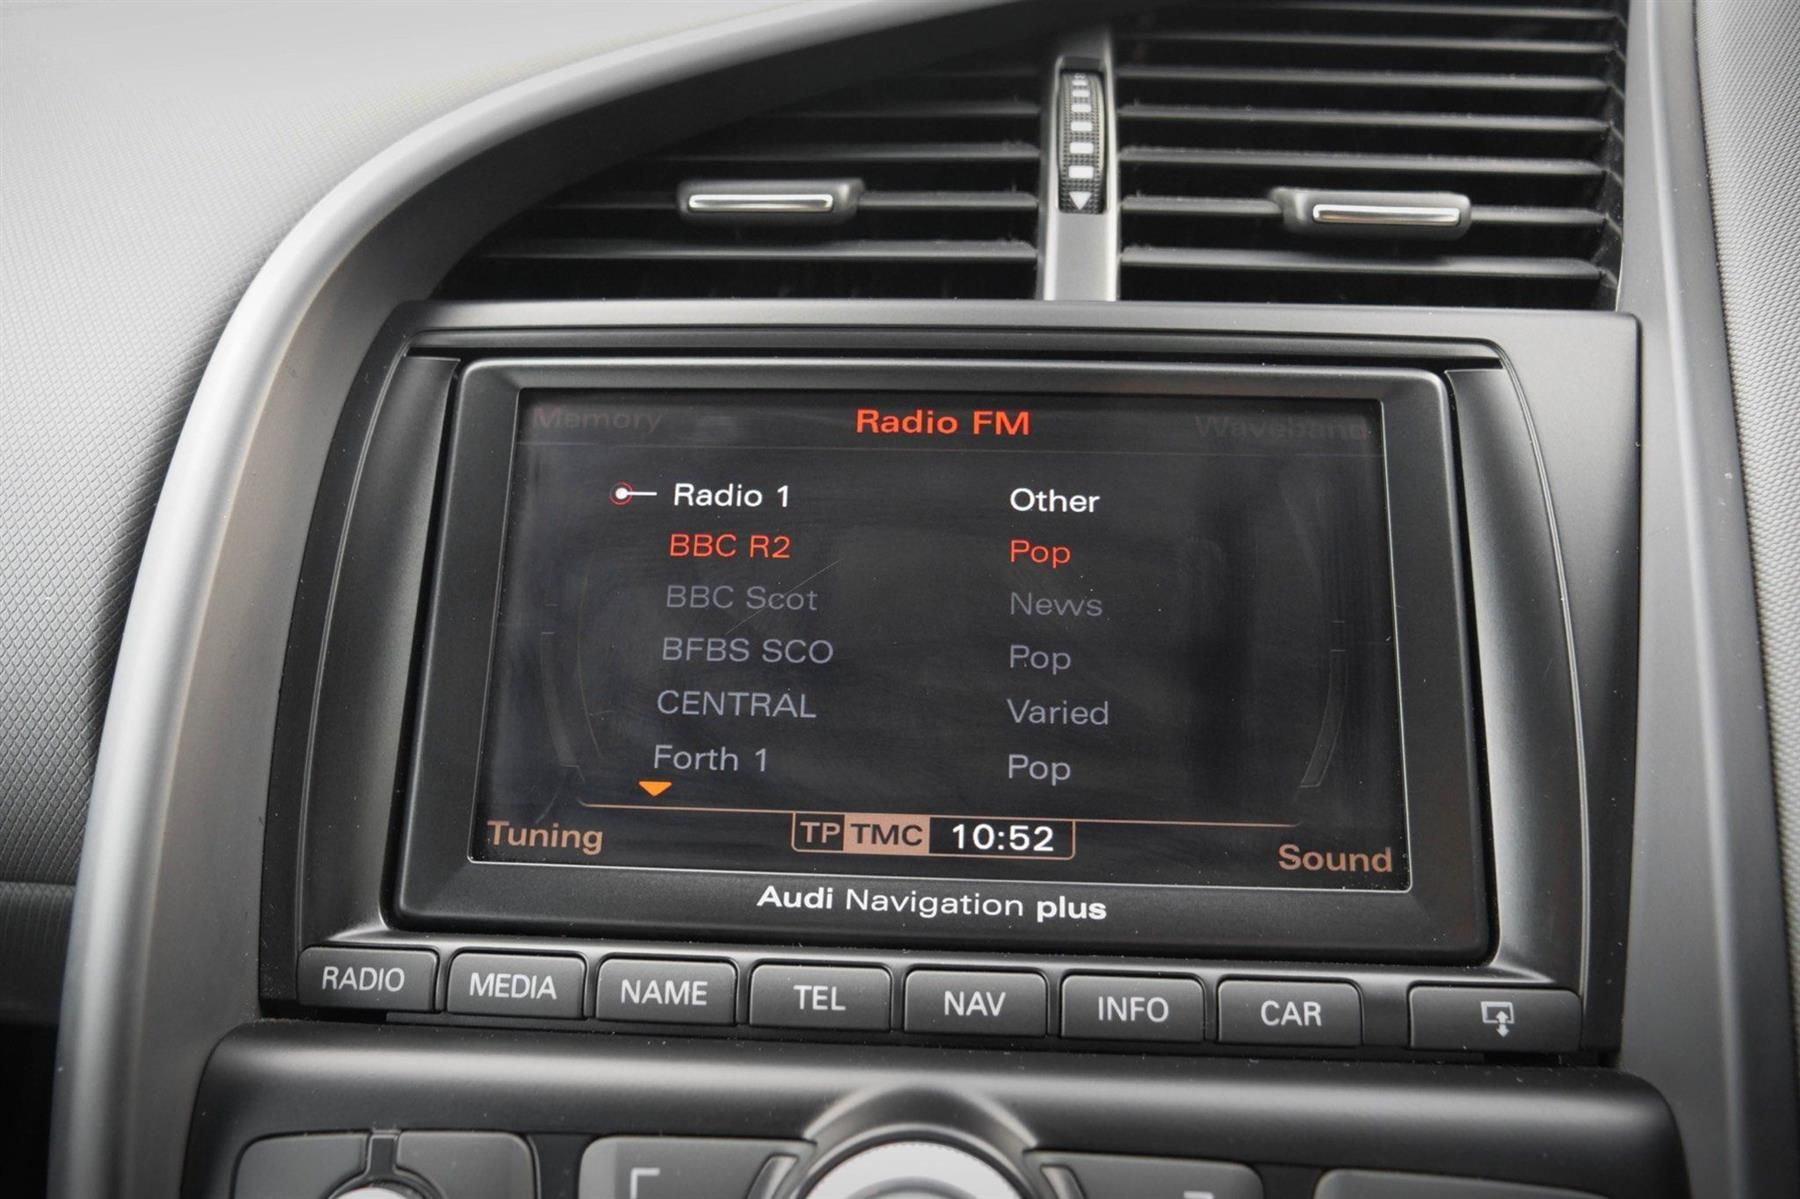 Memory Radio FM Waveband
Radio 1 Other
BBC R2 Pop
BBC Scot News
BFBS SCO Pop
CENTRAL Varied
Forth 1 Pop
Tuning TP TMC 10:52 Sound
Audi Navigation plus
RADIO MEDIA NAME TEL NAV INFO CAR